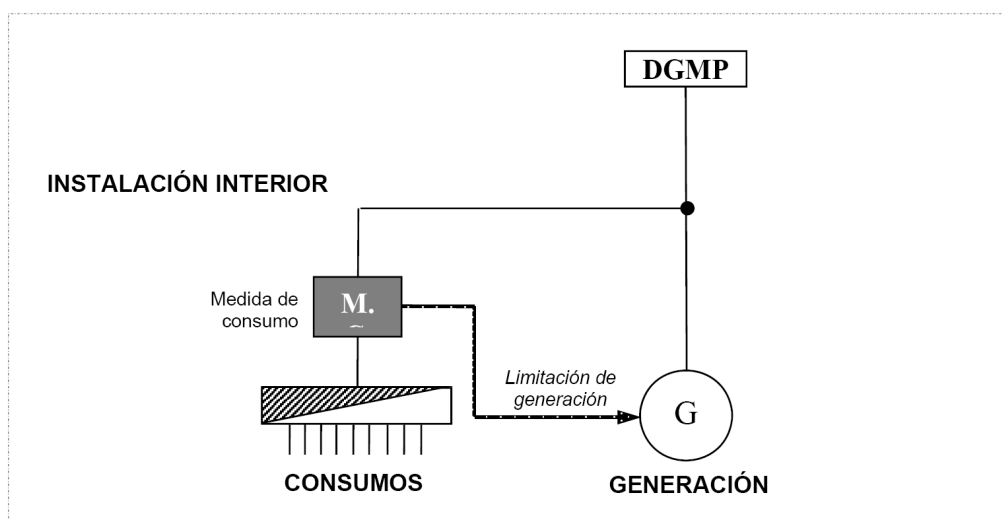 DGMP
INSTALACIÓN INTERIOR
Medida de
consumo
M.
~
Limitación de
generación
G
CONSUMOS
GENERACIÓN